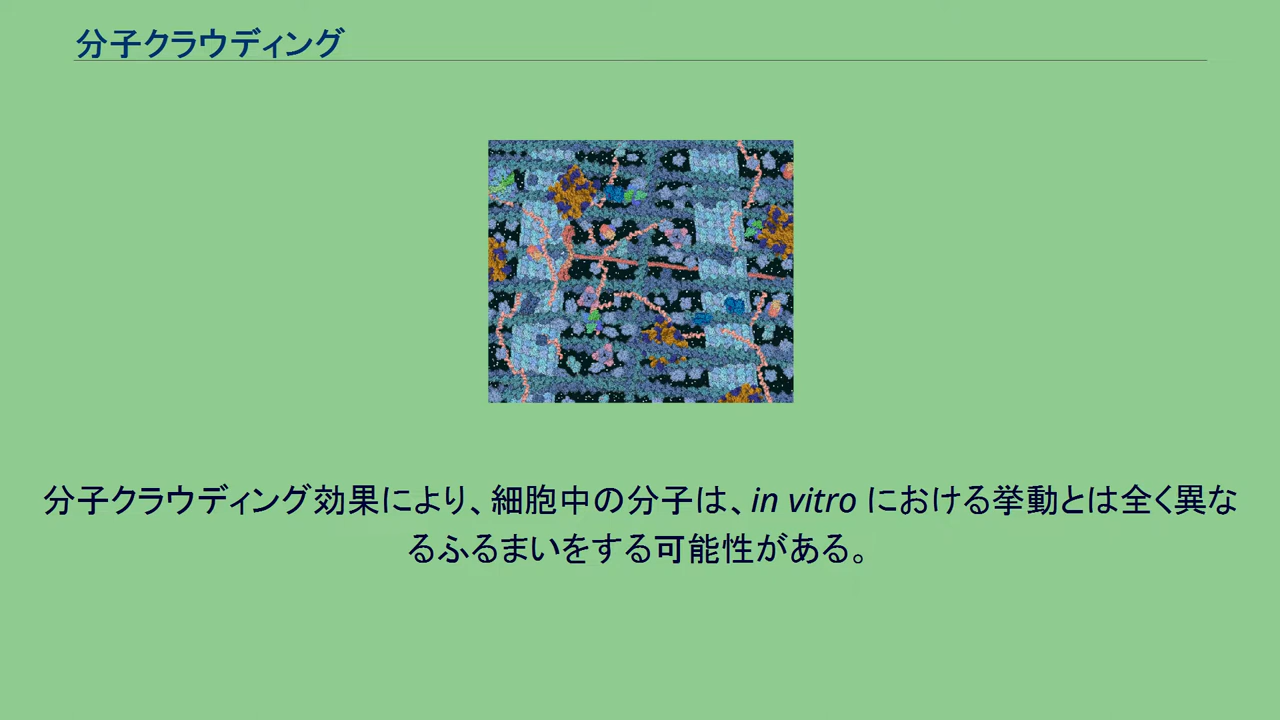 分子クラウディング
分子クラウディング効果により、細胞中の分子は、in vitro における挙動とは全く異な
るふるまいをする可能性がある。